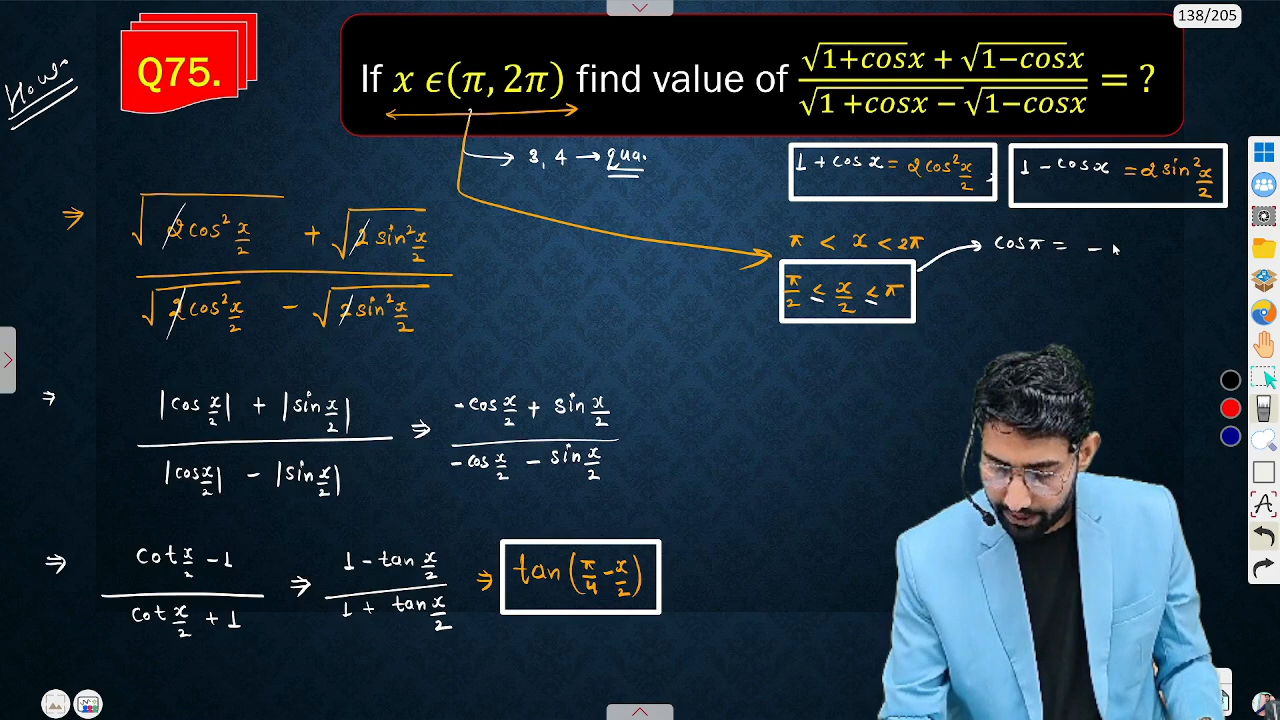 138/205
How.
Q75.
If x ϵ(π, 2π) find value of (√1+cosx + √1−cosx)/(√1 +cosx − √1−cosx) = ?
→ 3, 4 → qua.
1 + cos x = 2cos² x/2 ,
1 - cos x = 2 sin² x/2
⇒ (√2cos² x/2 + √2 sin² x/2)/(√2cos² x/2 - √2 sin² x/2)
π < x < 2π
π/2 ≤ x/2 ≤ π
→ cos π = -
⇒ (|cos x/2| + |sin x/2|)/(|cos x/2| - |sin x/2|) ⇒ (-cos x/2 + sin x/2)/(-cos x/2 - sin x/2)
⇒ (cot x/2 - 1)/(cot x/2 + 1) ⇒ (1 - tan x/2)/(1 + tan x/2) ⇒ tan (π/4 - x/2)